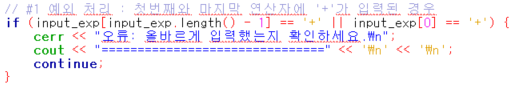 // #1 예외 처리 : 첫번째와 마지막 연산자에 '+'가 입력된 경우
if (input_exp[input_exp.length() - 1] == '+' || input_exp[0] == '+') {
cerr << "오류: 올바르게 입력했는지 확인하세요.₩n";
cout << "==============================" << '₩n' << '₩n';
continue;
}